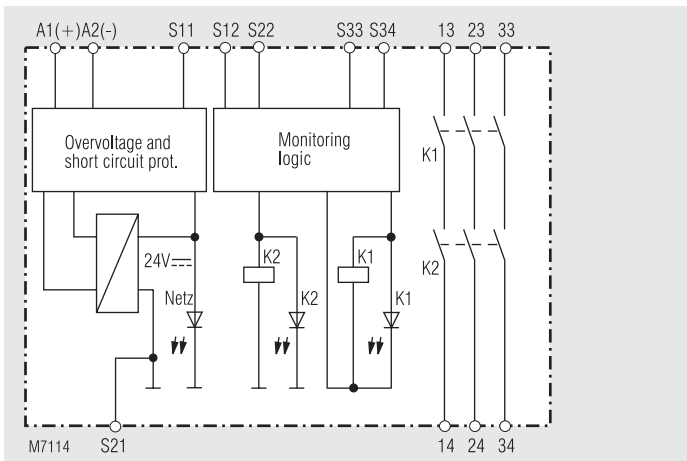 A1(+) A2(-) S11 S12 S22 S33 S34 13 23 33
Overvoltage and
short circuit prot.
Monitoring
logic
K1
24V
K2
K1
K2
Netz
K2
K1
M7114 S21 14 24 34